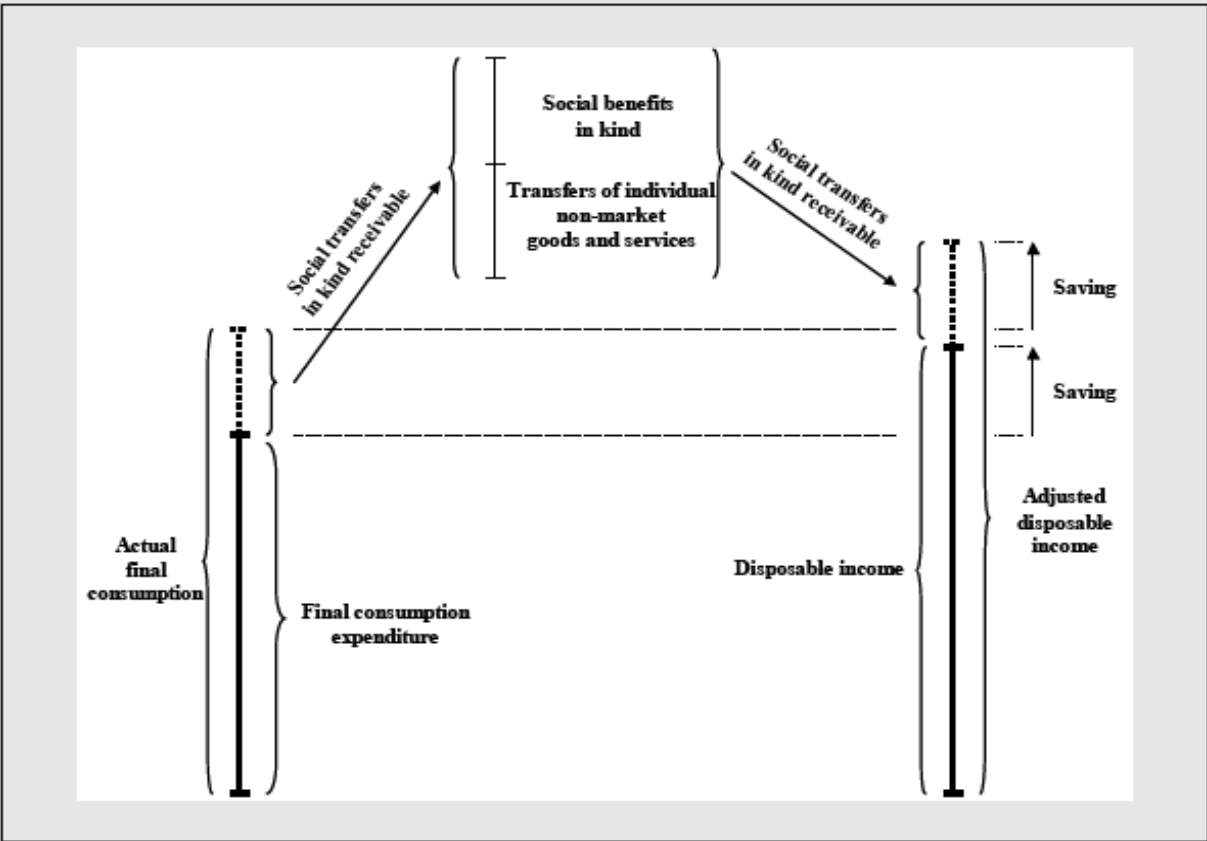 Social benefits
in kind
Transfers of individual
non-market
goods and services
Social transfers
in kind receivable
Social transfers
in kind receivable
Saving
Saving
Adjusted
disposable
income
Disposable income
Actual
final
consumption
Final consumption
expenditure